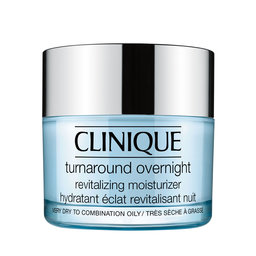 CLINIQUE
turnaround overnight
revitalizing moisturizer
hydratant éclat revitalisant nuit
VERY DRY TO COMBINATION OILY/TRÈS SÈCHE À GRASSE